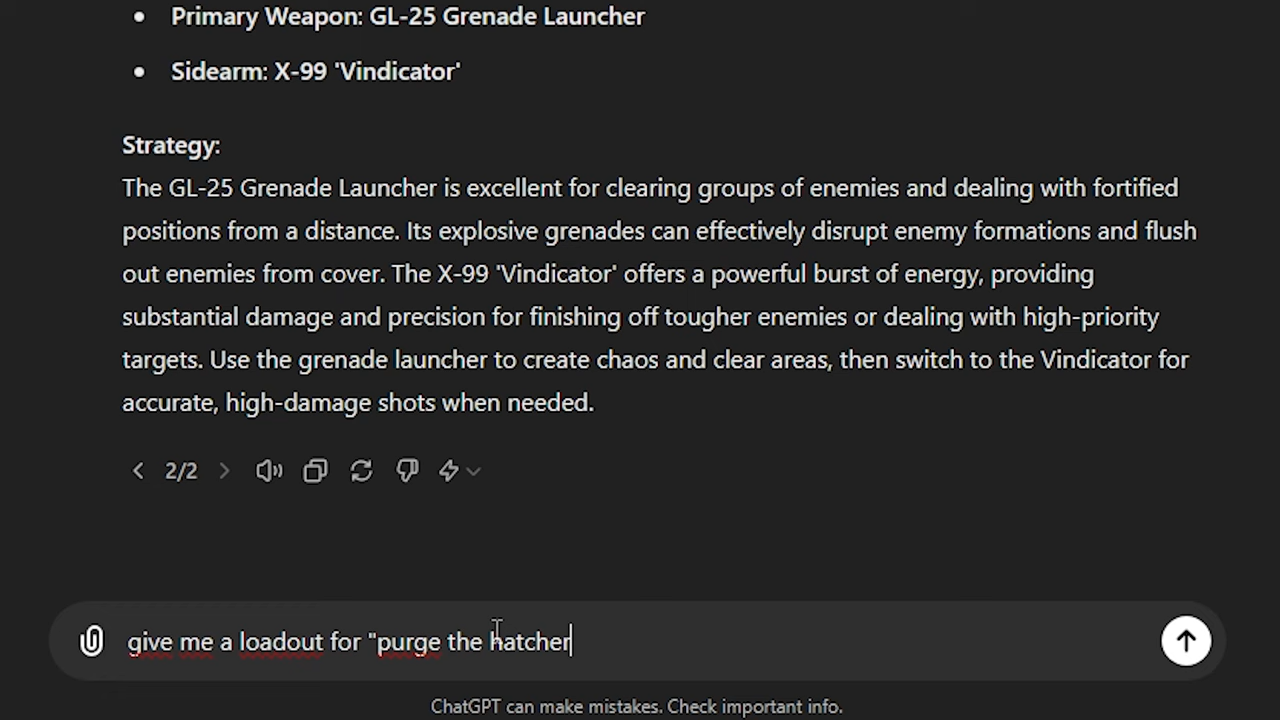 Primary Weapon: GL-25 Grenade Launcher
Sidearm: X-99 'Vindicator'
Strategy:
The GL-25 Grenade Launcher is excellent for clearing groups of enemies and dealing with fortified
positions from a distance. Its explosive grenades can effectively disrupt enemy formations and flush
out enemies from cover. The X-99 'Vindicator' offers a powerful burst of energy, providing
substantial damage and precision for finishing off tougher enemies or dealing with high-priority
targets. Use the grenade launcher to create chaos and clear areas, then switch to the Vindicator for
accurate, high-damage shots when needed.
2/2
give me a loadout for "purge the hatcher
ChatGPT can make mistakes. Check important info.